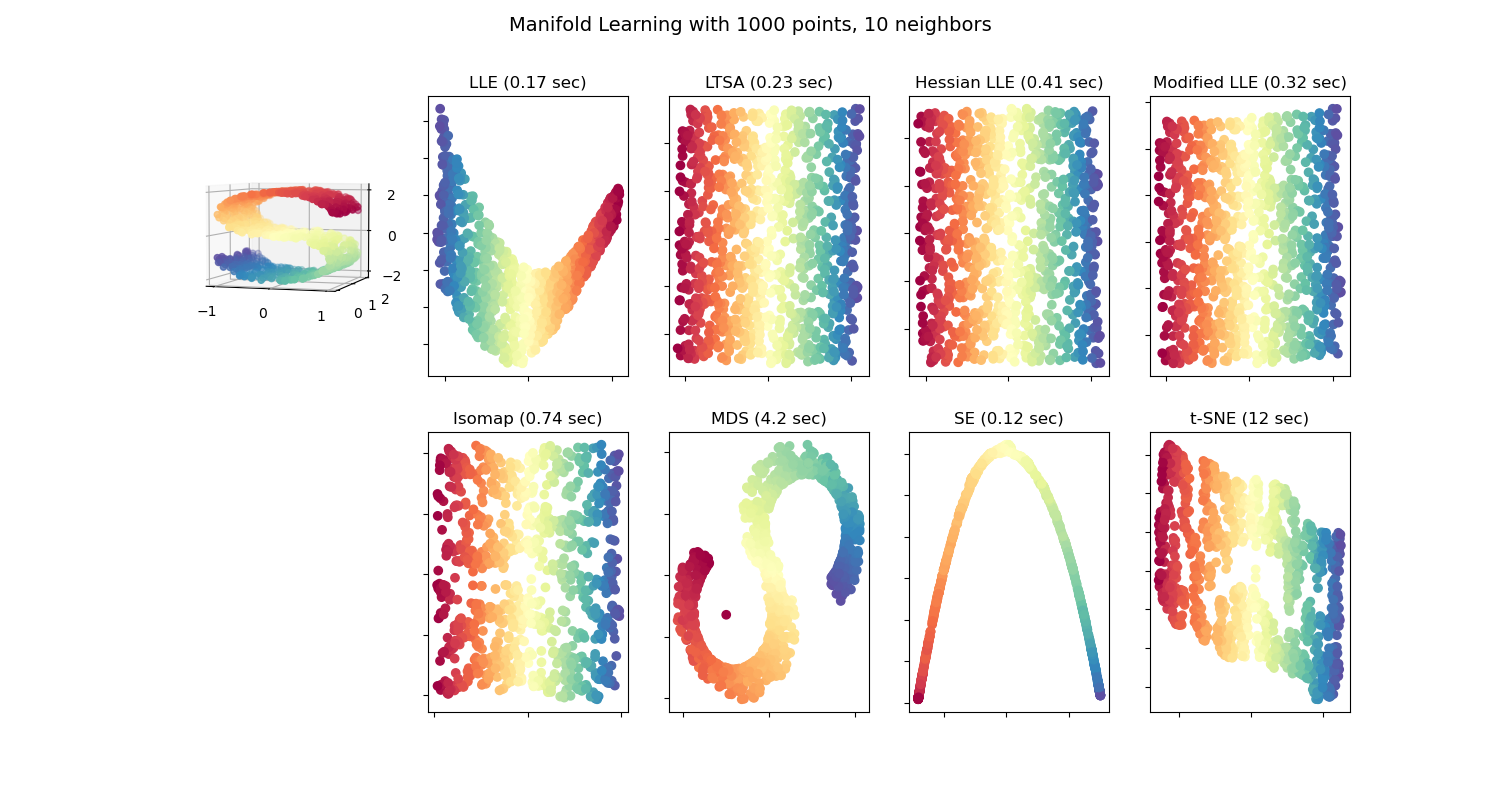 Manifold Learning with 1000 points, 10 neighbors
LLE (0.17 sec)
LTSA (0.23 sec)
Hessian LLE (0.41 sec)
Modified LLE (0.32 sec)
2
0
−2
−1
0
1
0
1
2
Isomap (0.74 sec)
MDS (4.2 sec)
SE (0.12 sec)
t-SNE (12 sec)